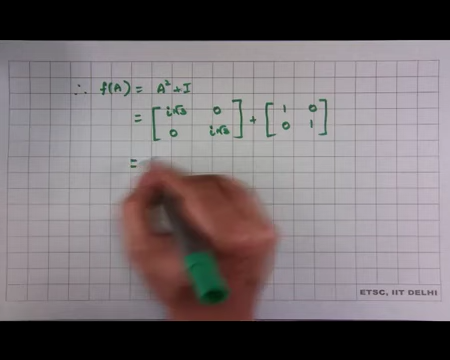 ∴ f(A) = A² + I
= [ i√3 0 ] + [ 1 0 ]
[ 0 i√3 ] [ 0 1 ]
=
ETSC, IIT DELHI